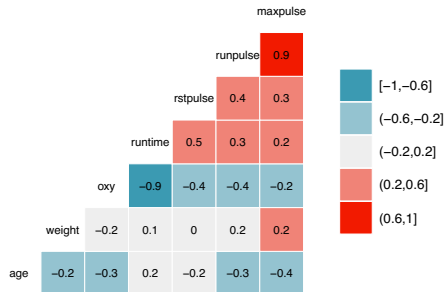 maxpulse
runpulse 0.9
rstpulse 0.4 0.3
runtime 0.5 0.3 0.2
oxy −0.9 −0.4 −0.4 −0.2
weight −0.2 0.1 0 0.2 0.2
age −0.2 −0.3 0.2 −0.2 −0.3 −0.4
[−1,−0.6]
(−0.6,−0.2]
(−0.2,0.2]
(0.2,0.6]
(0.6,1]